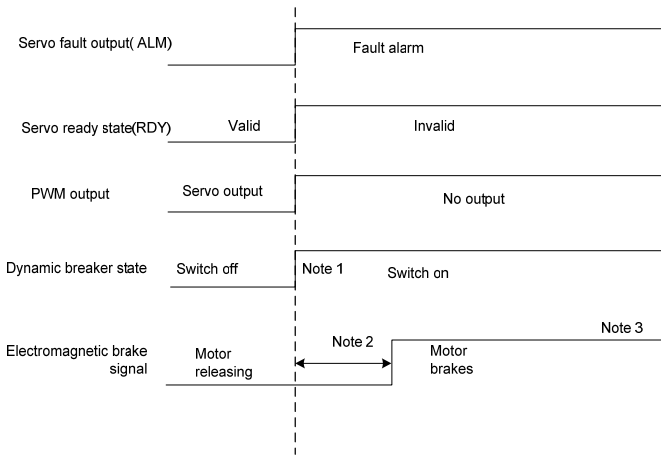 Servo fault output( ALM)
Fault alarm
Servo ready state(RDY)
Valid
Invalid
PWM output
Servo output
No output
Dynamic breaker state
Switch off
Note 1
Switch on
Electromagnetic brake
signal
Motor
releasing
Note 2
Motor
brakes
Note 3